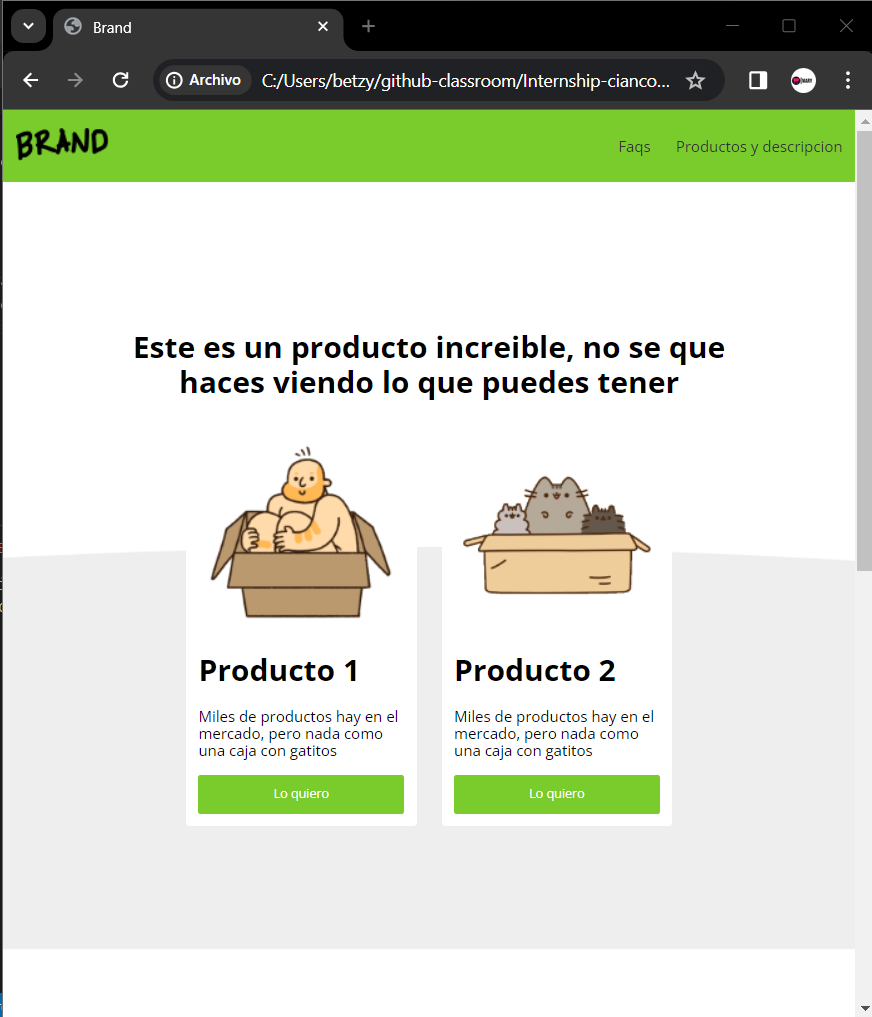 Brand
Archivo C:/Users/betzy/github-classroom/Internship-cianco...
BRAND
Faqs Productos y descripcion
Este es un producto increible, no se que
haces viendo lo que puedes tener
Producto 1
Miles de productos hay en el
mercado, pero nada como
una caja con gatitos
Lo quiero
Producto 2
Miles de productos hay en el
mercado, pero nada como
una caja con gatitos
Lo quiero